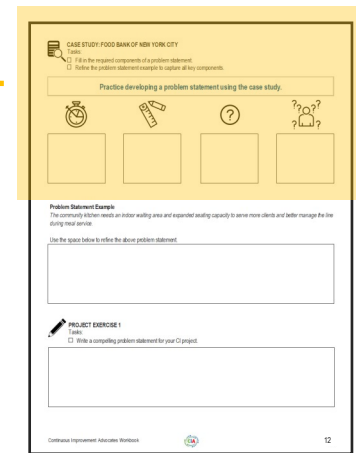 CASE STUDY: FOOD BANK OF NEW YORK CITY
Tasks:
Fill in the required components of a problem statement
Refine the problem statement example to capture all key components.
Practice developing a problem statement using the case study.
Problem Statement Example
The community kitchen needs an indoor waiting area and expanded seating capacity to serve more clients and better manage the line
during meal service.
Use the space below to refine the above problem statement.
PROJECT EXERCISE 1
Tasks:
Write a compelling problem statement for your CI project.
Continuous Improvement Advocates Workbook
CIA
12